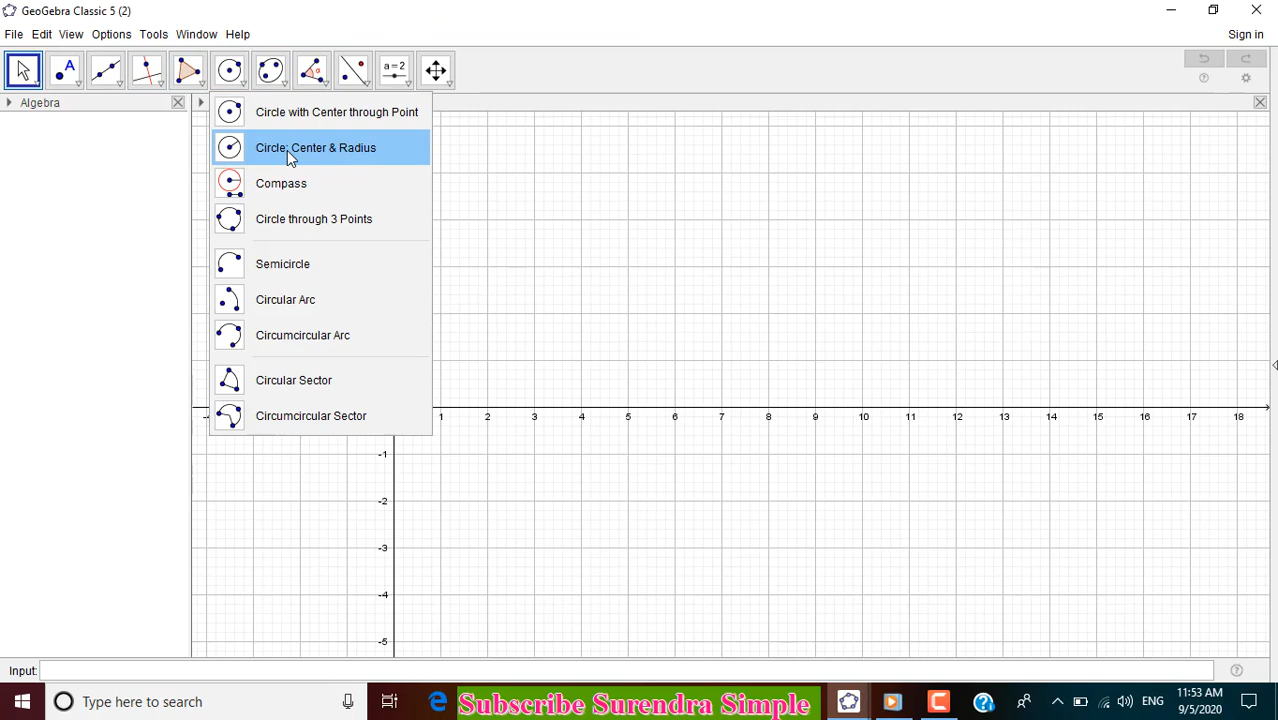 GeoGebra Classic 5 (2)
File Edit View Options Tools Window Help
Sign in
A
a=2
Algebra
Circle with Center through Point
Circle: Center & Radius
Compass
Circle through 3 Points
Semicircle
Circular Arc
Circumcircular Arc
Circular Sector
Circumcircular Sector
1 2 3 4 5 6 7 8 9 10 11 12 13 14 15 16 17 18
-1
-2
-3
-4
-5
Input:
Type here to search
Subscribe Surendra Simple
ENG
11:53 AM
9/5/2020